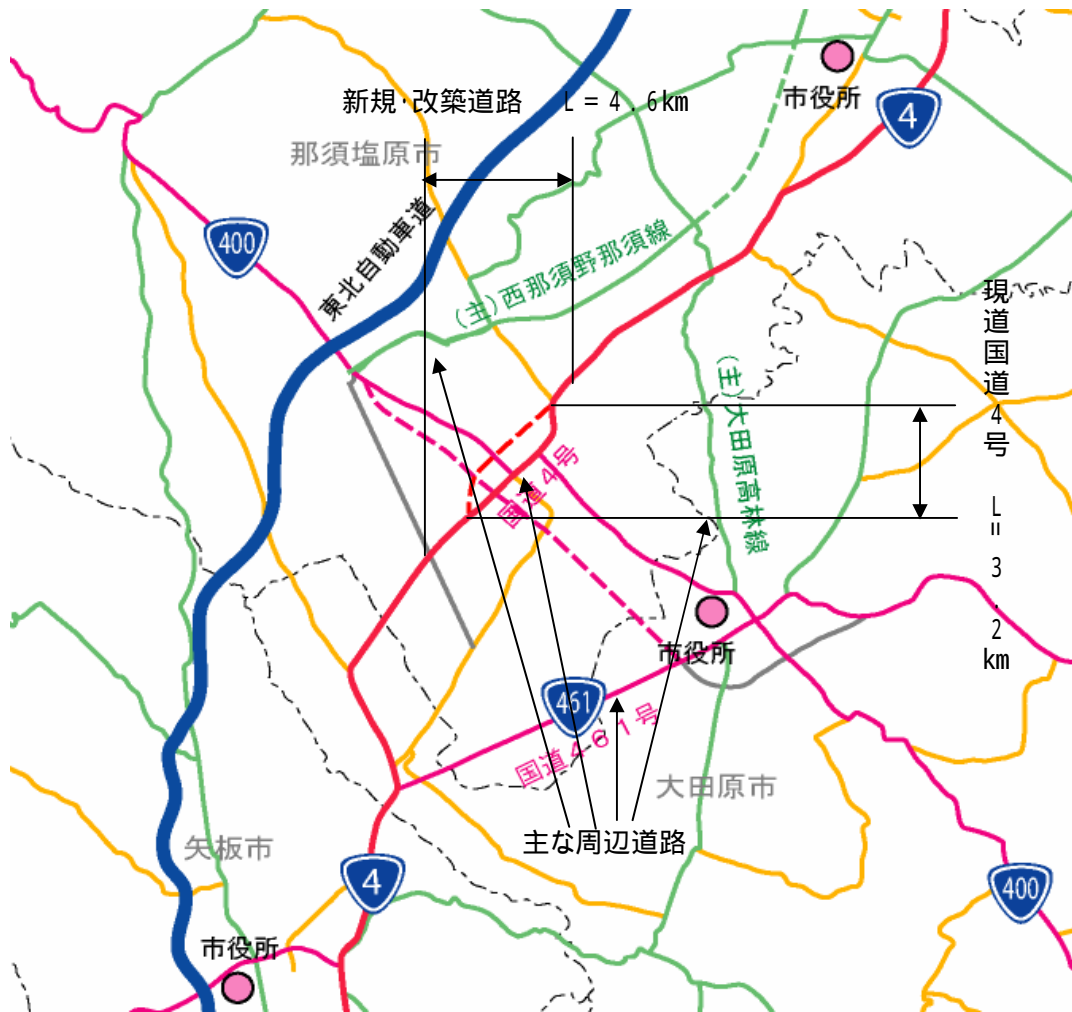 市役所
新規・改築道路 L=4.6km
4
那須塩原市
400
東北自動車道
(主)西那須野那須線
現道国道4号 L=3.2km
(主)大田原高林線
国道4号
市役所
461
国道461号
大田原市
主な周辺道路
矢板市
4
400
市役所